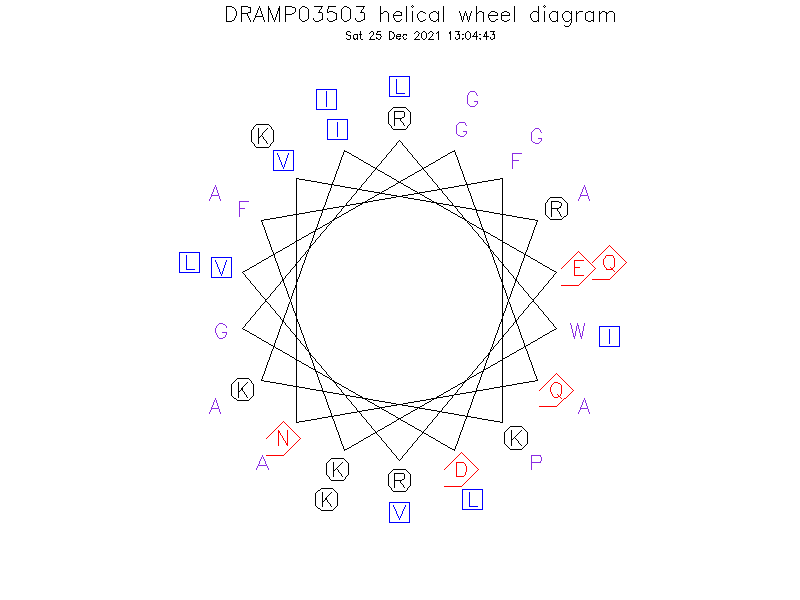 DRAMP03503 helical wheel diagram
Sat 25 Dec 2021 13:04:43
L
I G
R
I G
K G
V F
A A
F R
L V E Q
G W I
K Q
A A
N K
A P
K D
R
K L
V